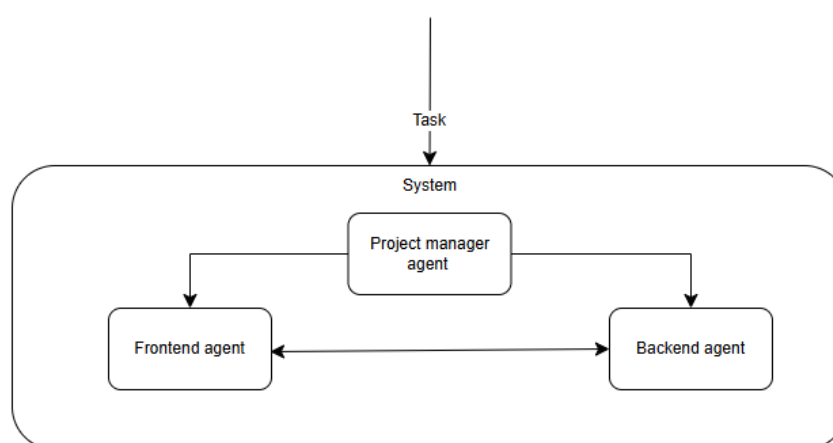 Task
System
Project manager
agent
Frontend agent
Backend agent